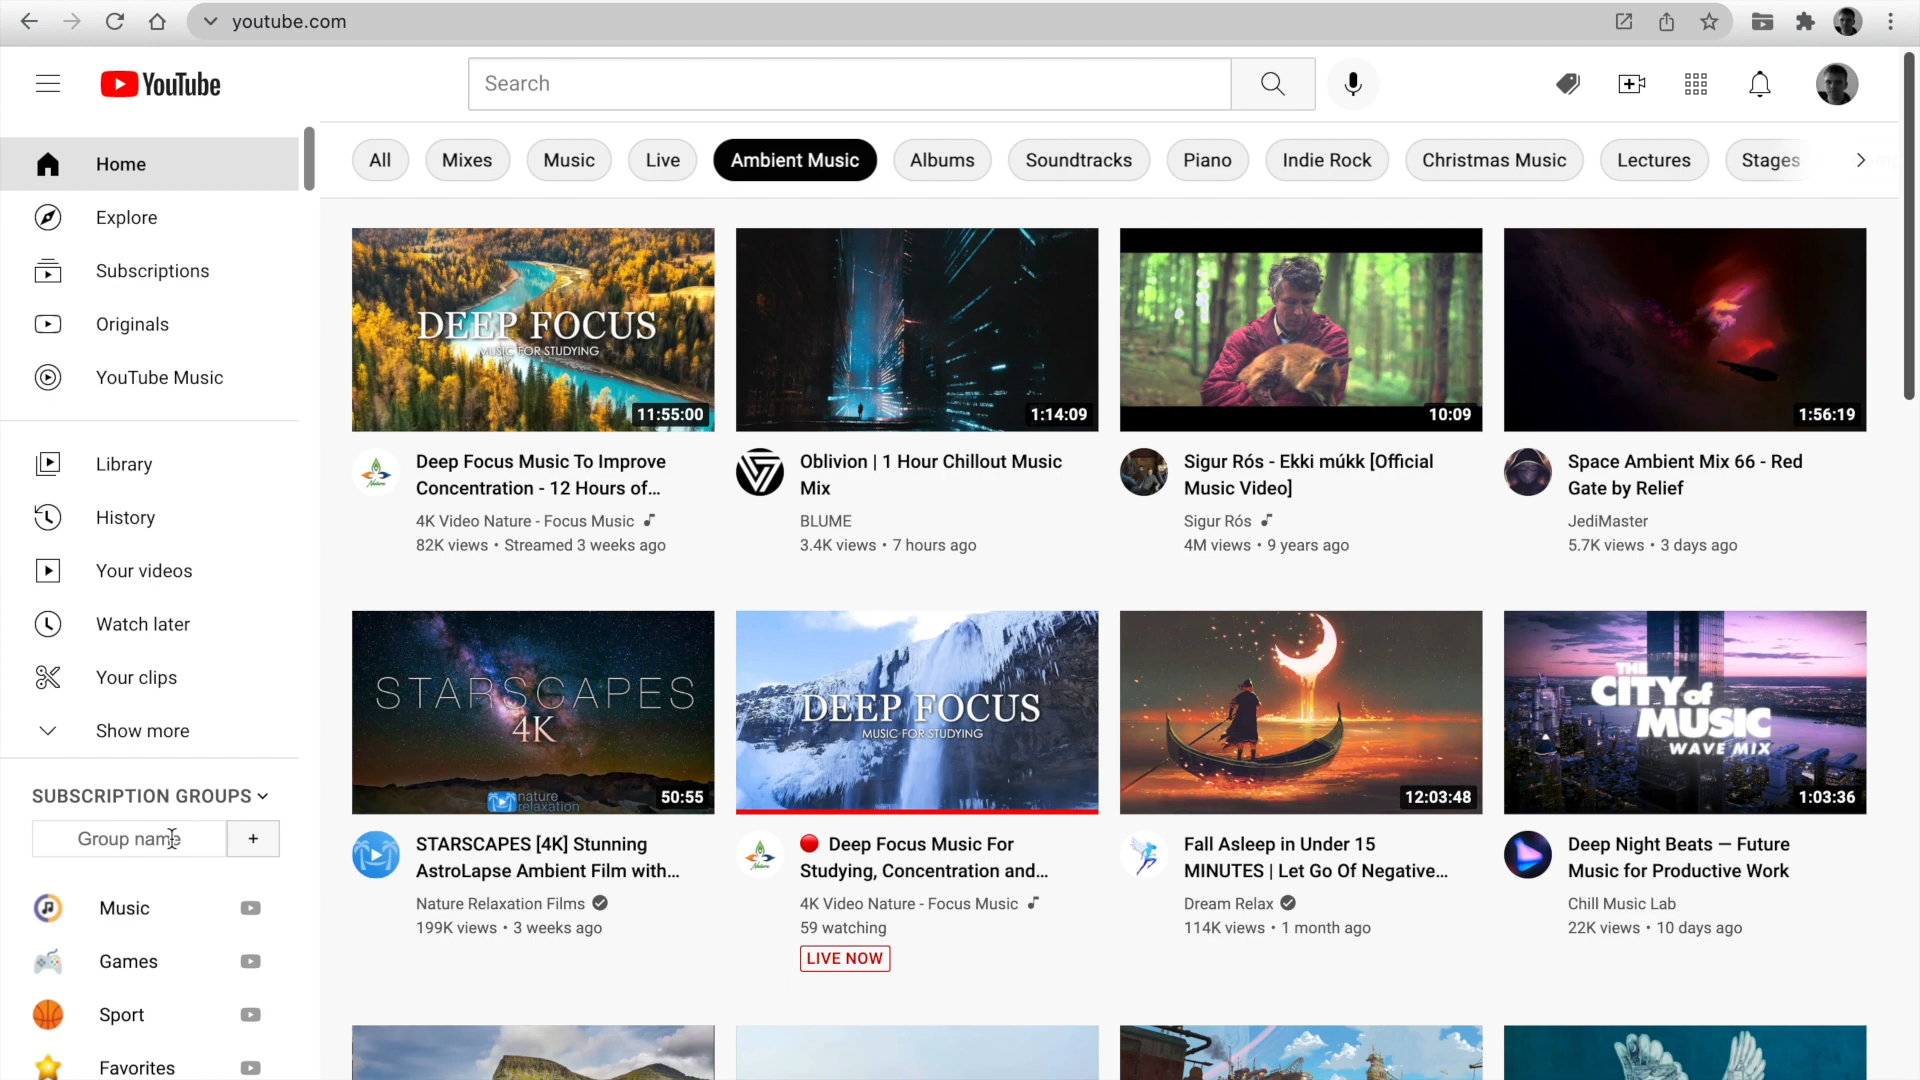 youtube.com
YouTube
Search
Home
Explore
Subscriptions
Originals
YouTube Music
Library
History
Your videos
Watch later
Your clips
Show more
SUBSCRIPTION GROUPS
Group name
+
Music
Games
Sport
Favorites
All
Mixes
Music
Live
Ambient Music
Albums
Soundtracks
Piano
Indie Rock
Christmas Music
Lectures
Stages
DEEP FOCUS
MUSIC FOR STUDYING
11:55:00
Deep Focus Music To Improve
Concentration - 12 Hours of...
4K Video Nature - Focus Music
82K views • Streamed 3 weeks ago
1:14:09
Oblivion | 1 Hour Chillout Music
Mix
BLUME
3.4K views • 7 hours ago
10:09
Sigur Rós - Ekki múkk [Official
Music Video]
Sigur Rós
4M views • 9 years ago
1:56:19
Space Ambient Mix 66 - Red
Gate by Relief
JediMaster
5.7K views • 3 days ago
STARSCAPES
4K
nature
relaxation
50:55
STARSCAPES [4K] Stunning
AstroLapse Ambient Film with...
Nature Relaxation Films
199K views • 3 weeks ago
DEEP FOCUS
MUSIC FOR STUDYING
Deep Focus Music For
Studying, Concentration and...
4K Video Nature - Focus Music
59 watching
LIVE NOW
12:03:48
Fall Asleep in Under 15
MINUTES | Let Go Of Negative...
Dream Relax
114K views • 1 month ago
THE
CITY of
MUSIC
WAVE MIX
1:03:36
Deep Night Beats — Future
Music for Productive Work
Chill Music Lab
22K views • 10 days ago